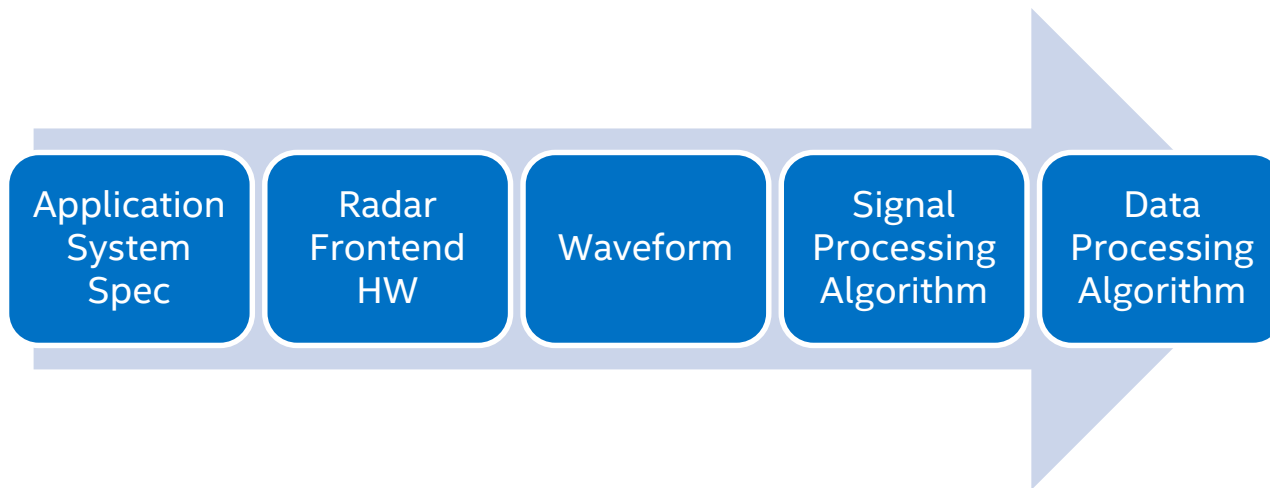 Application
System
Spec
Radar
Frontend
HW
Waveform
Signal
Processing
Algorithm
Data
Processing
Algorithm